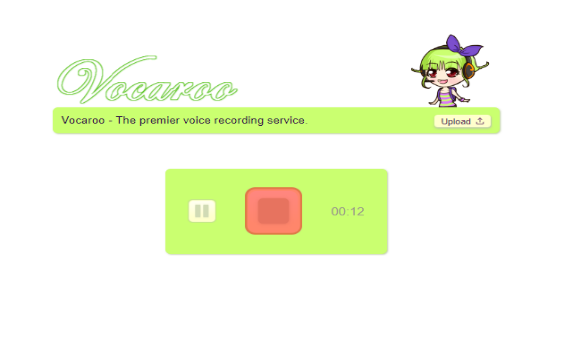 Vocaroo
Vocaroo - The premier voice recording service.
Upload
00:12